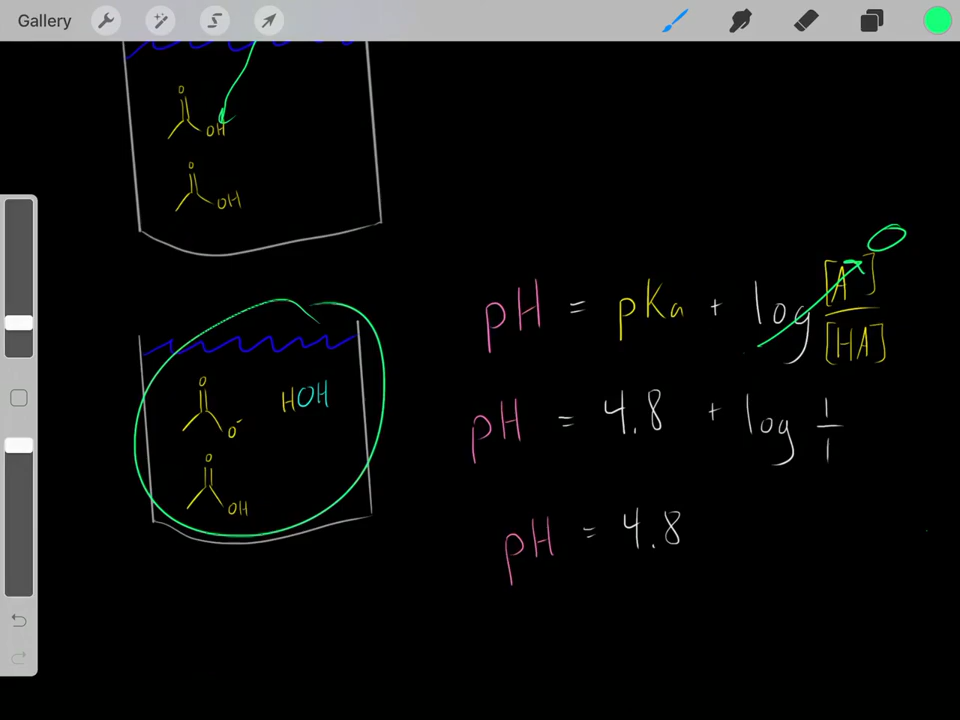 Gallery
O
OH
O
OH
pH = pKa + log [A]/[HA]
O
O-
HOH
pH = 4.8 + log 1/1
O
OH
pH = 4.8